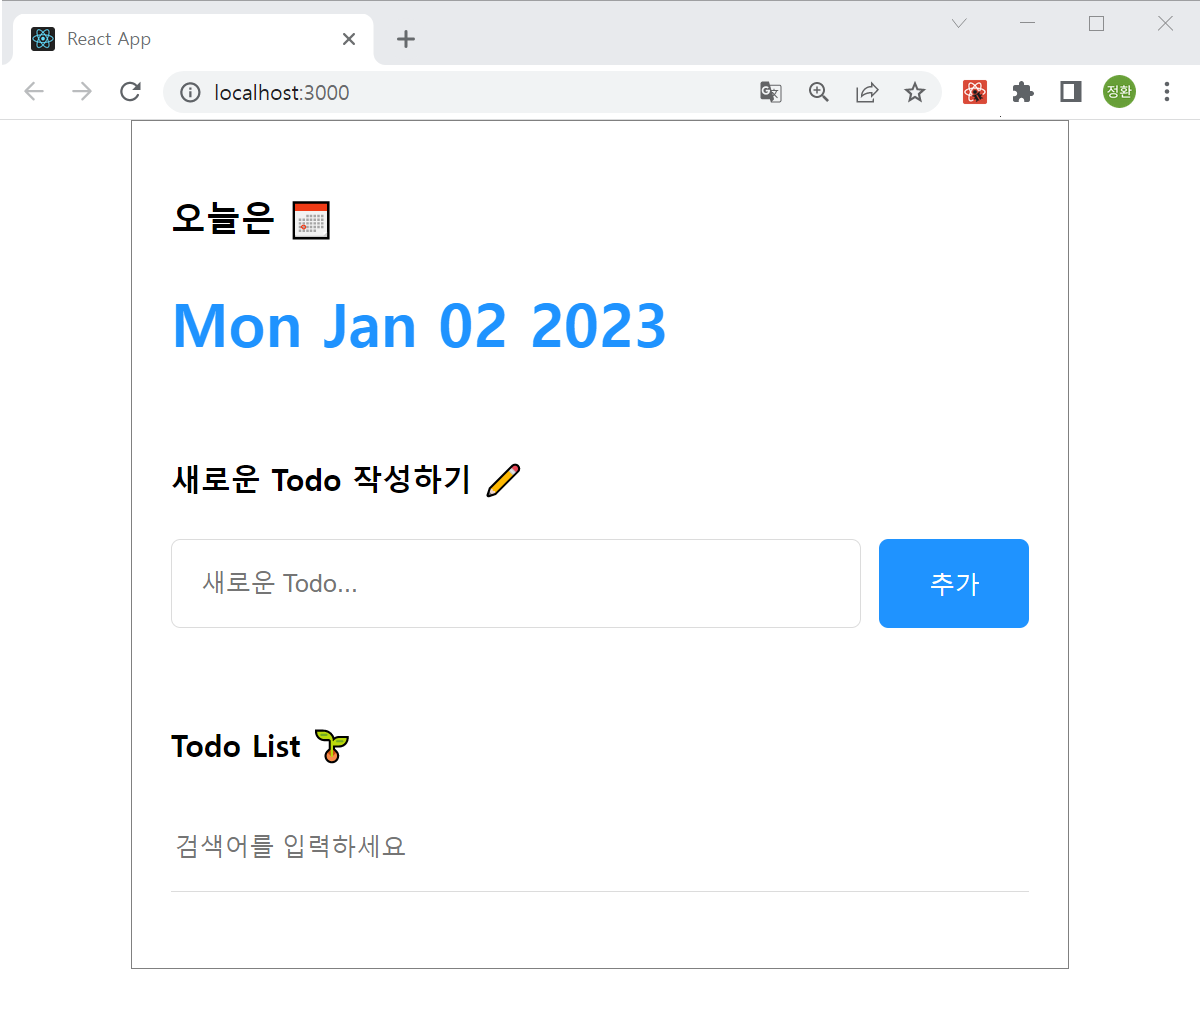 React App
localhost:3000
정환
오늘은 📅
Mon Jan 02 2023
새로운 Todo 작성하기 ✏️
새로운 Todo...
추가
Todo List 🌱
검색어를 입력하세요